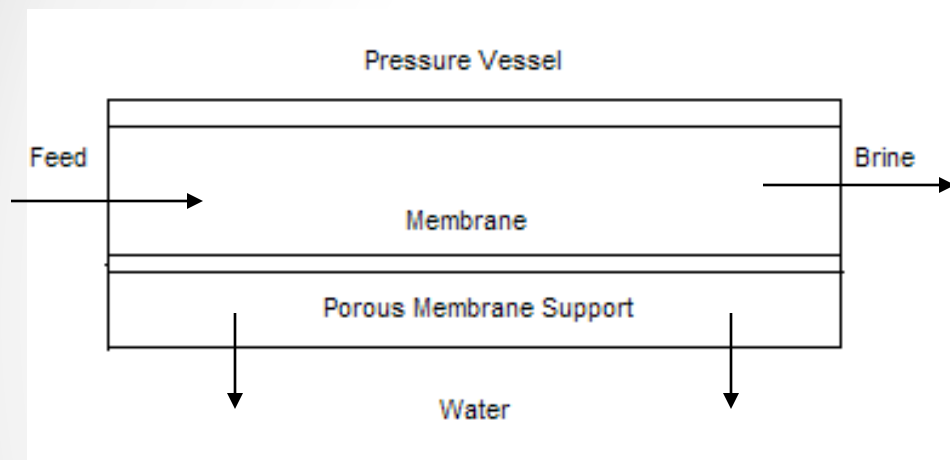 Pressure Vessel
Feed
Brine
Membrane
Porous Membrane Support
Water